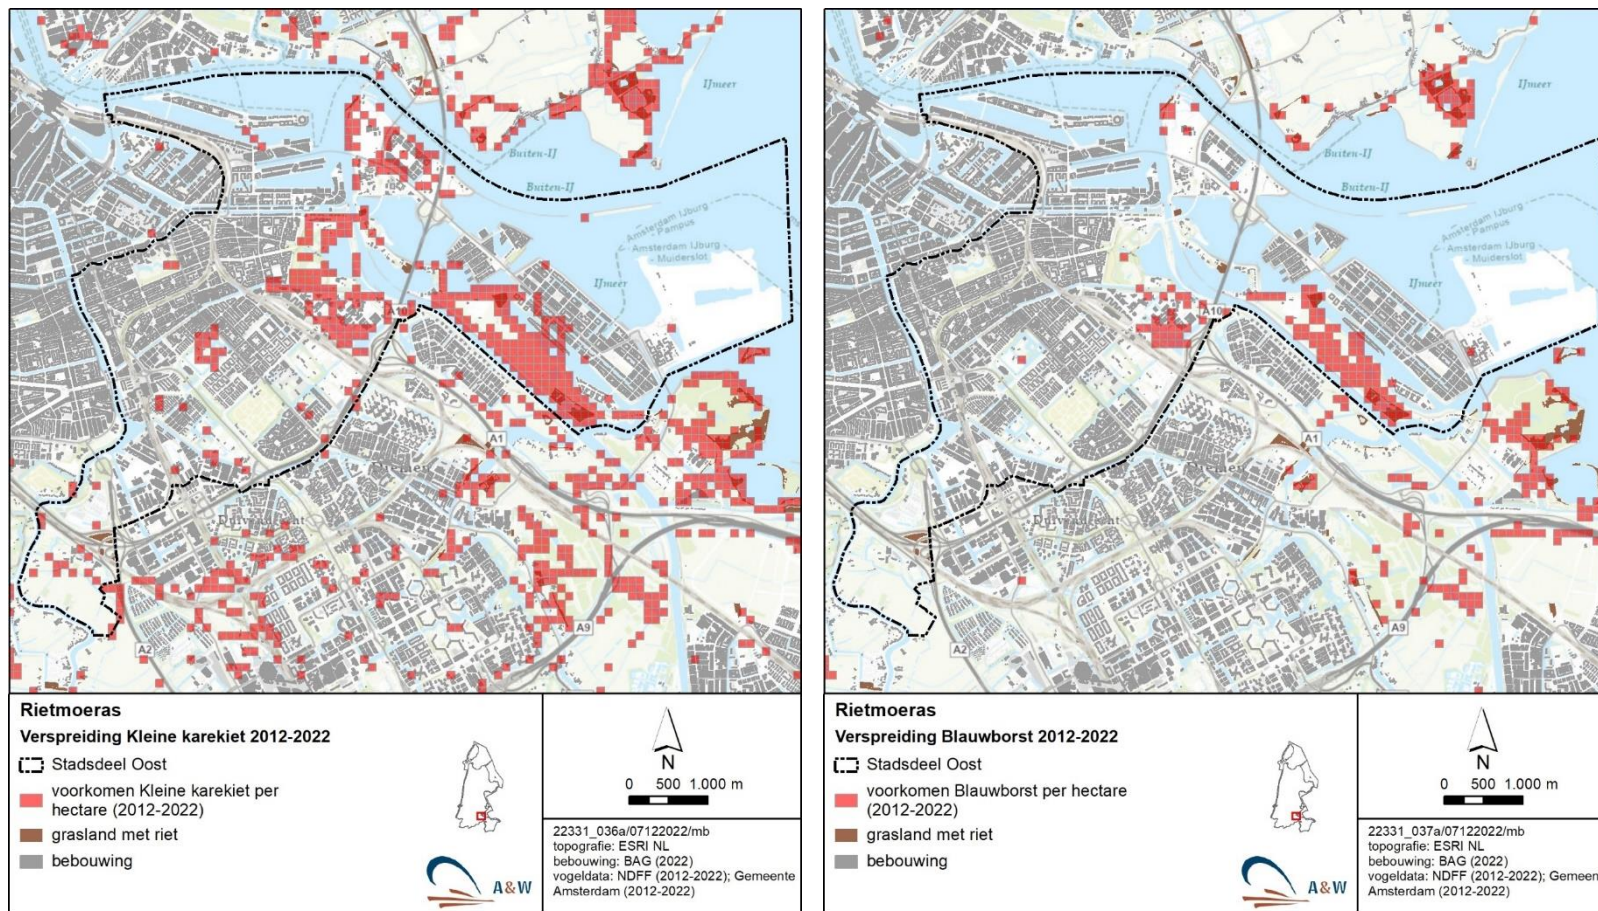 IJmeer
Buiten-IJ
Buiten-IJ
Amsterdam IJburg
Pampus
Amsterdam IJburg
Muiderslot
IJmeer
A10
A1
Diemen
Duivendrecht
A9
A2
Rietmoeras
Verspreiding Kleine karekiet 2012-2022
Stadsdeel Oost
voorkomen Kleine karekiet per
hectare (2012-2022)
grasland met riet
bebouwing
A&W
N
0 500 1.000 m
22331_036a/07122022/mb
topografie: ESRI NL
bebouwing: BAG (2022)
vogeldata: NDFF (2012-2022); Gemeente
Amsterdam (2012-2022)
IJmeer
Buiten-IJ
Buiten-IJ
Amsterdam IJburg
Pampus
Amsterdam IJburg
Muiderslot
IJmeer
A10
A1
Diemen
Duivendrecht
A9
A2
Rietmoeras
Verspreiding Blauwborst 2012-2022
Stadsdeel Oost
voorkomen Blauwborst per hectare
(2012-2022)
grasland met riet
bebouwing
A&W
N
0 500 1.000 m
22331_037a/07122022/mb
topografie: ESRI NL
bebouwing: BAG (2022)
vogeldata: NDFF (2012-2022); Gemeen
Amsterdam (2012-2022)